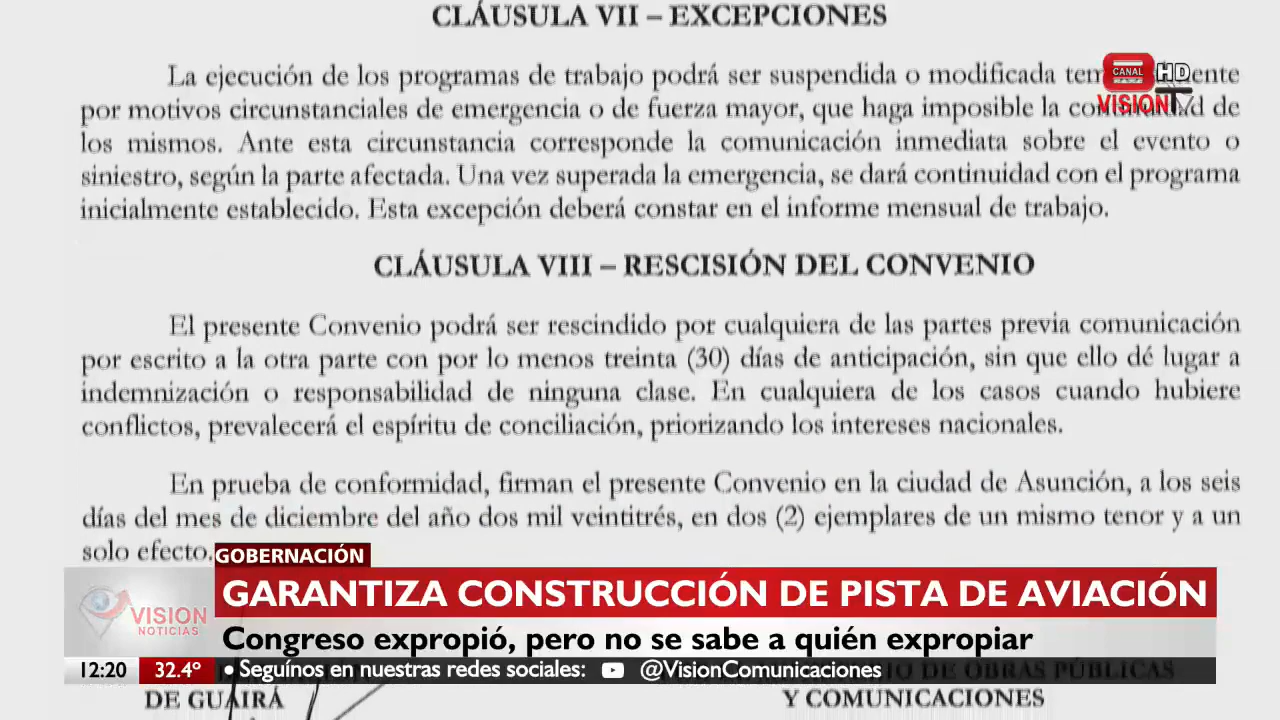 CLÁUSULA VII – EXCEPCIONES
La ejecución de los programas de trabajo podrá ser suspendida o modificada
por motivos circunstanciales de emergencia o de fuerza mayor, que haga imposible la de
los mismos. Ante esta circunstancia corresponde la comunicación inmediata sobre el evento o
siniestro, según la parte afectada. Una vez superada la emergencia, se dará continuidad con el programa
inicialmente establecido. Esta excepción deberá constar en el informe mensual de trabajo.
CANAL
HD
VISION TV
CLÁUSULA VIII – RESCISIÓN DEL CONVENIO
El presente Convenio podrá ser rescindido por cualquiera de las partes previa comunicación
por escrito a la otra parte con por lo menos treinta (30) días de anticipación, sin que ello dé lugar a
indemnización o responsabilidad de ninguna clase. En cualquiera de los casos cuando hubiere
conflictos, prevalecerá el espíritu de conciliación, priorizando los intereses nacionales.
En prueba de conformidad, firman el presente Convenio en la ciudad de Asunción, a los seis
días del mes de diciembre del año dos mil veintitrés, en dos (2) ejemplares de un mismo tenor y a un
solo efecto.
GOBERNACIÓN
GARANTIZA CONSTRUCCIÓN DE PISTA DE AVIACIÓN
VISION
NOTICIAS
Congreso expropió, pero no se sabe a quién expropiar
12:20 32.4º • Seguínos en nuestras redes sociales: @VisionComunicaciones
DE OBRAS PÚBLICAS
DE GUAIRÁ
Y COMUNICACIONES